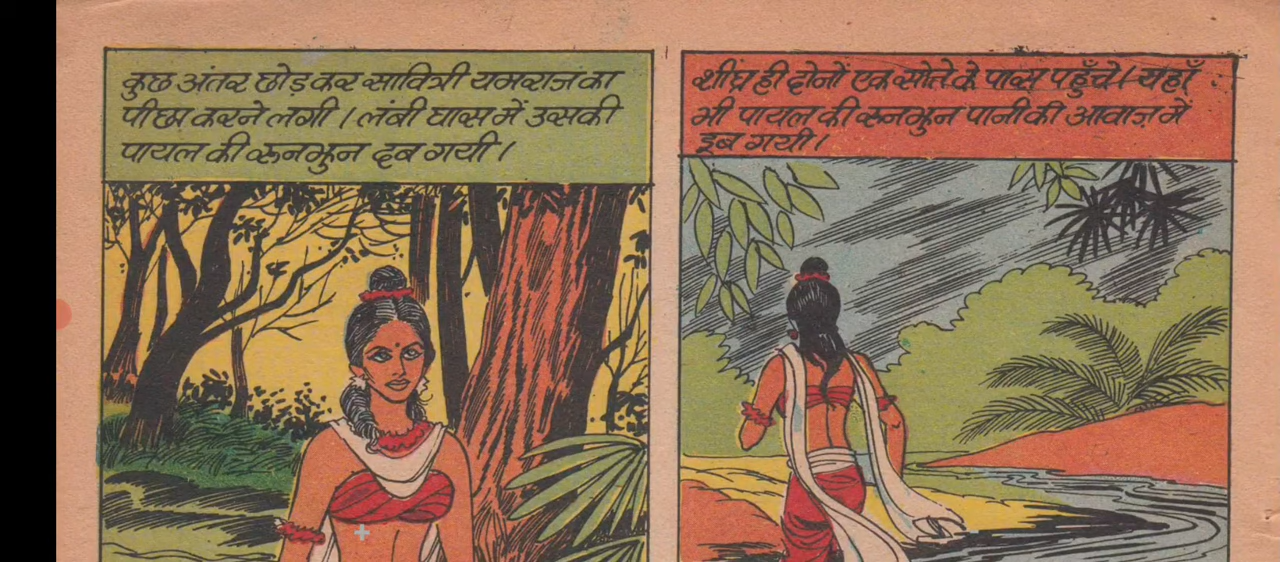 कुछ अंतर छोड़ कर सावित्री यमराज का
पीछा करने लगी । लंबी घास में उसकी
पायल की रूनझुन दब गयी ।
शीघ्र ही दोनों एक सोते के पास पहुँचे । यहाँ
भी पायल की रूनझुन पानी की आवाज़ में
डूब गयी ।